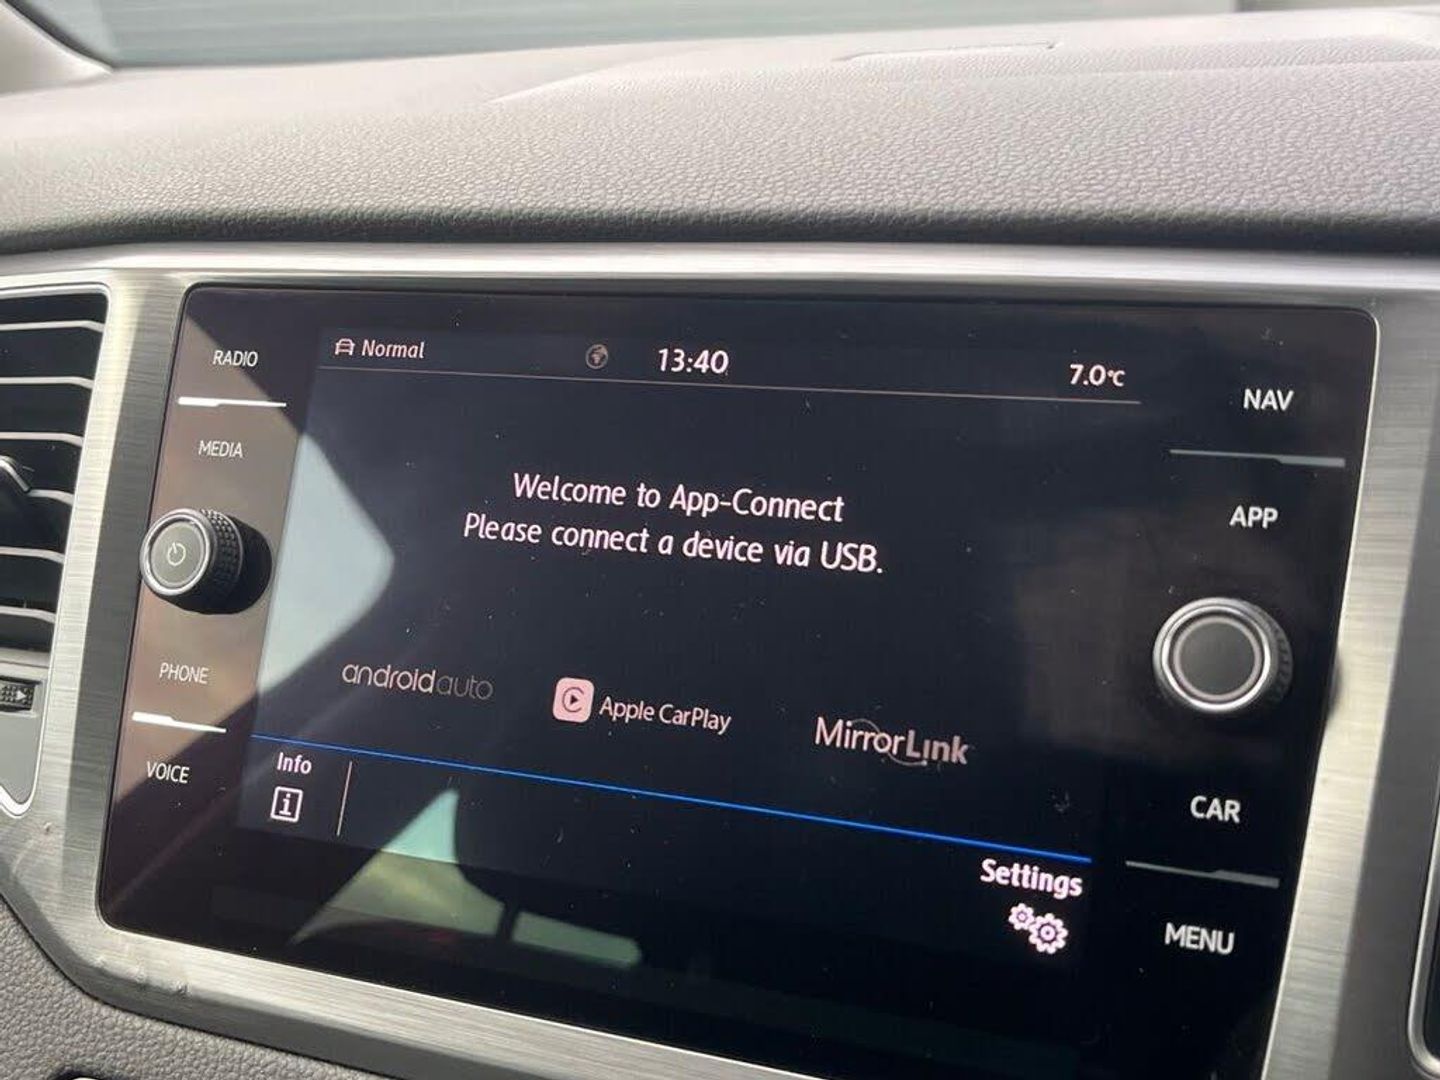 RADIO
MEDIA
PHONE
VOICE
Normal
13:40
7.0°C
Welcome to App-Connect
Please connect a device via USB.
androidauto
Apple CarPlay
MirrorLink
Info
i
Settings
NAV
APP
CAR
MENU